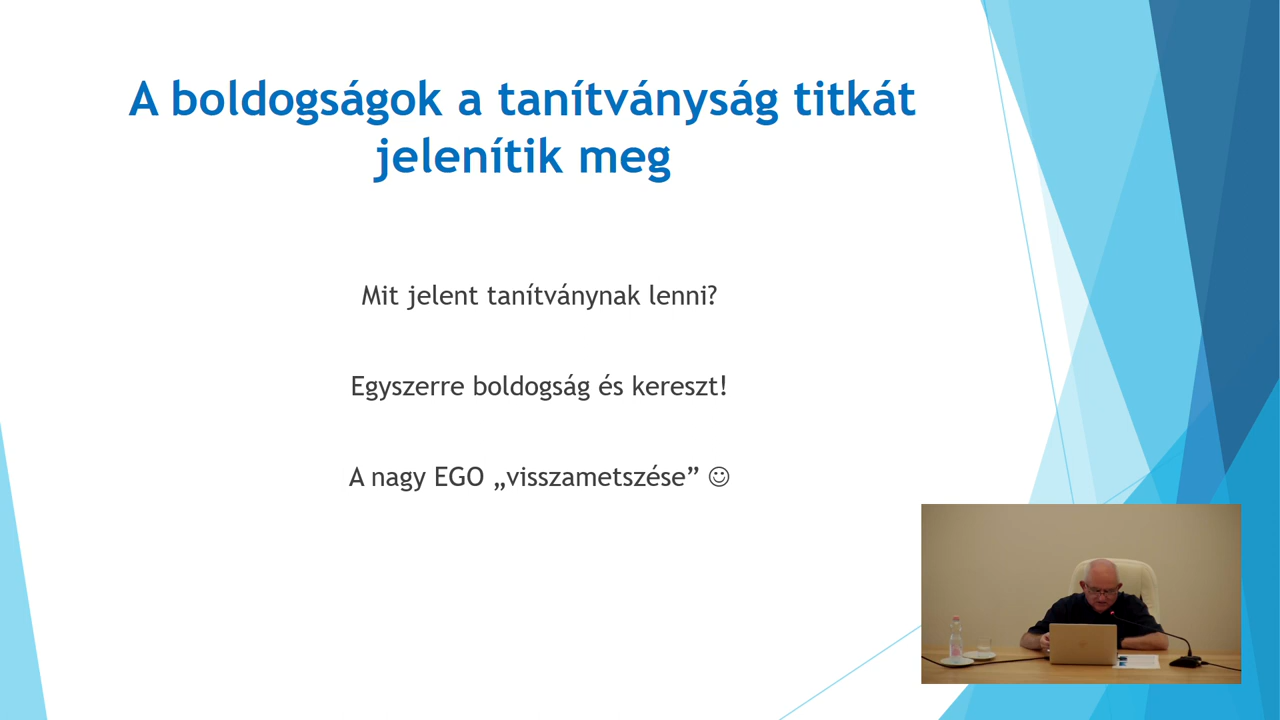 A boldogságok a tanítványság titkát
jelenítik meg
Mit jelent tanítványnak lenni?
Egyszerre boldogság és kereszt!
A nagy EGO „visszametszése” ☺